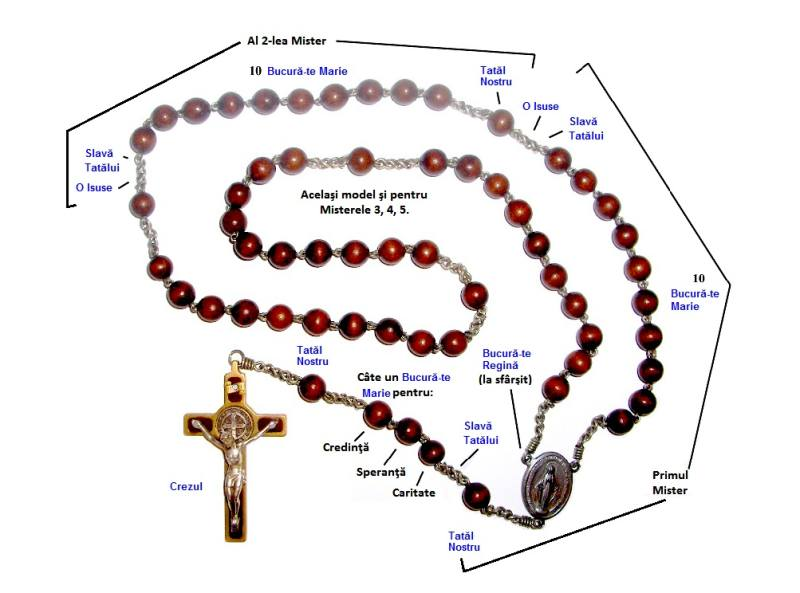 Al 2-lea Mister
10 Bucură-te Marie
Tatăl
Nostru
O Isuse
Slavă
Tatălui
Slavă
Tatălui
O Isuse
Acelaşi model şi pentru
Misterele 3, 4, 5.
10
Bucură-te
Marie
Tatăl
Nostru
Câte un Bucură-te
Marie pentru:
Bucură-te
Regină
(la sfârşit)
Credinţă
Speranţă
Caritate
Slavă
Tatălui
Crezul
Primul
Mister
Tatăl
Nostru